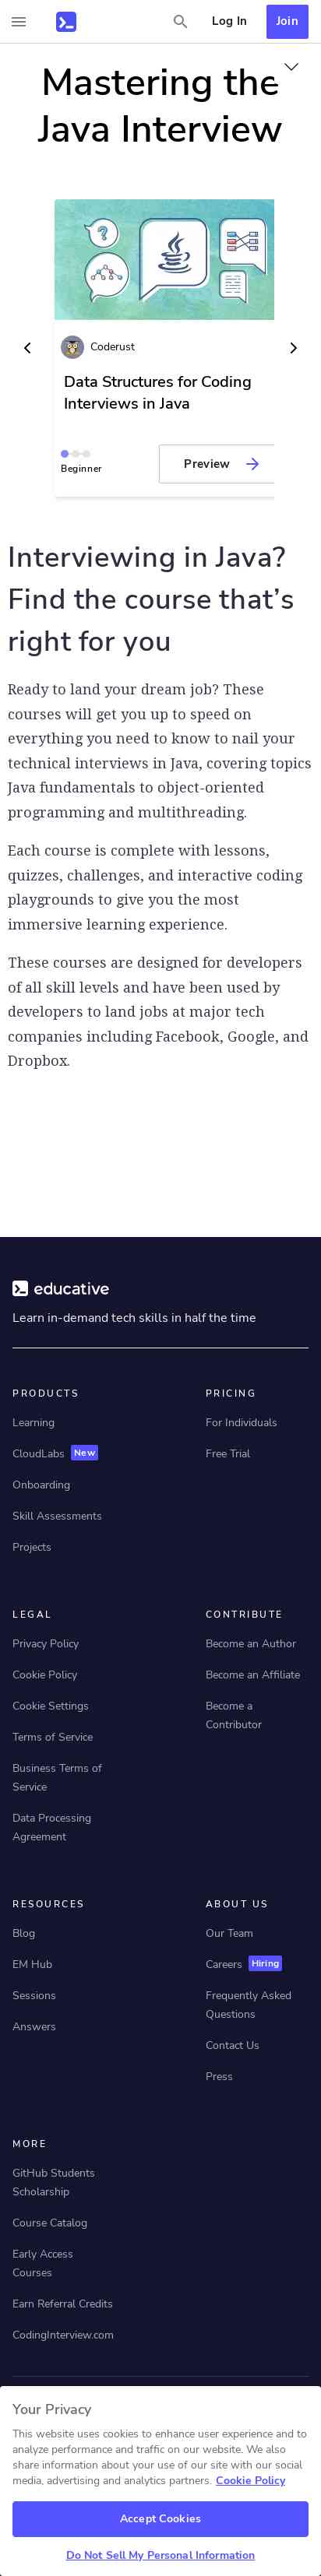 Log In
Join
Mastering the
Java Interview
Coderust
Data Structures for Coding
Interviews in Java
Beginner
Preview
Interviewing in Java?
Find the course that’s
right for you
Ready to land your dream job? These
courses will get you up to speed on
everything you need to know to nail your
technical interviews in Java, covering topics
Java fundamentals to object-oriented
programming and multithreading.
Each course is complete with lessons,
quizzes, challenges, and interactive coding
playgrounds to give you the most
immersive learning experience.
These courses are designed for developers
of all skill levels and have been used by
developers to land jobs at major tech
companies including Facebook, Google, and
Dropbox.
educative
Learn in-demand tech skills in half the time
PRODUCTS
Learning
CloudLabs New
Onboarding
Skill Assessments
Projects
PRICING
For Individuals
Free Trial
LEGAL
Privacy Policy
Cookie Policy
Cookie Settings
Terms of Service
Business Terms of
Service
Data Processing
Agreement
CONTRIBUTE
Become an Author
Become an Affiliate
Become a
Contributor
RESOURCES
Blog
EM Hub
Sessions
Answers
ABOUT US
Our Team
Careers Hiring
Frequently Asked
Questions
Contact Us
Press
MORE
GitHub Students
Scholarship
Course Catalog
Early Access
Courses
Earn Referral Credits
CodingInterview.com
Your Privacy
This website uses cookies to enhance user experience and to
analyze performance and traffic on our website. We also
share information about your use of our site with our social
media, advertising and analytics partners. Cookie Policy
Accept Cookies
Do Not Sell My Personal Information